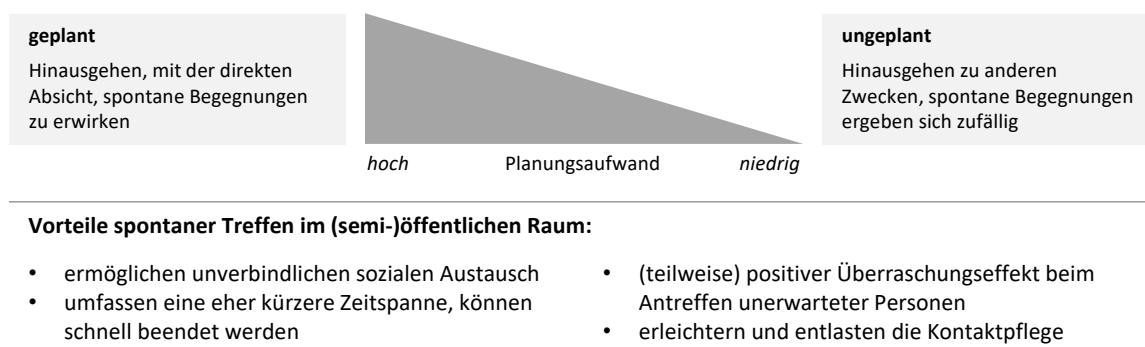 geplant
Hinausgehen, mit der direkten
Absicht, spontane Begegnungen
zu erwirken
hoch Planungsaufwand niedrig
ungeplant
Hinausgehen zu anderen
Zwecken, spontane Begegnungen
ergeben sich zufällig
Vorteile spontaner Treffen im (semi-)öffentlichen Raum:
• ermöglichen unverbindlichen sozialen Austausch
• umfassen eine eher kürzere Zeitspanne, können
schnell beendet werden
• (teilweise) positiver Überraschungseffekt beim
Antreffen unerwarteter Personen
• erleichtern und entlasten die Kontaktpflege